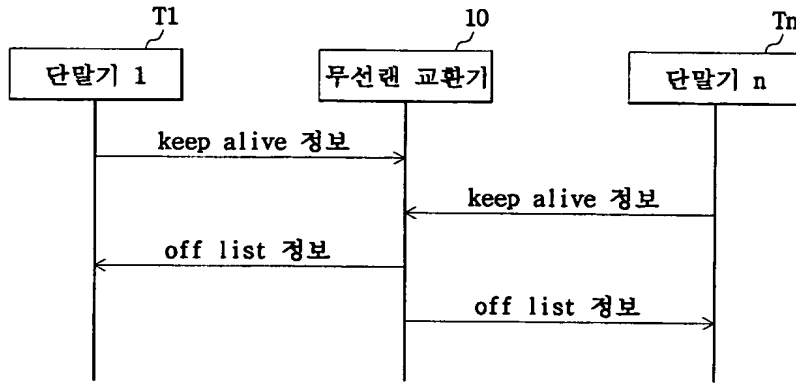 T1
10
Tn
단말기 1
무선랜 교환기
단말기 n
keep alive 정보
keep alive 정보
off list 정보
off list 정보